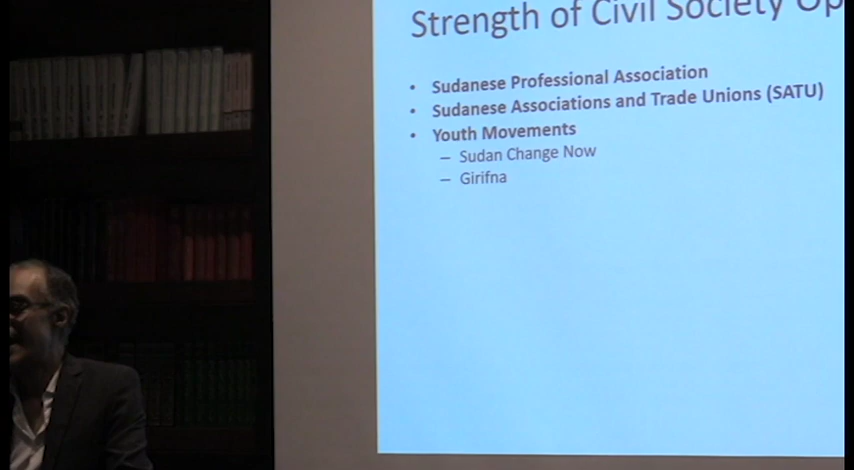 Strength of Civil Society Op
• Sudanese Professional Association
• Sudanese Associations and Trade Unions (SATU)
• Youth Movements
– Sudan Change Now
– Girifna